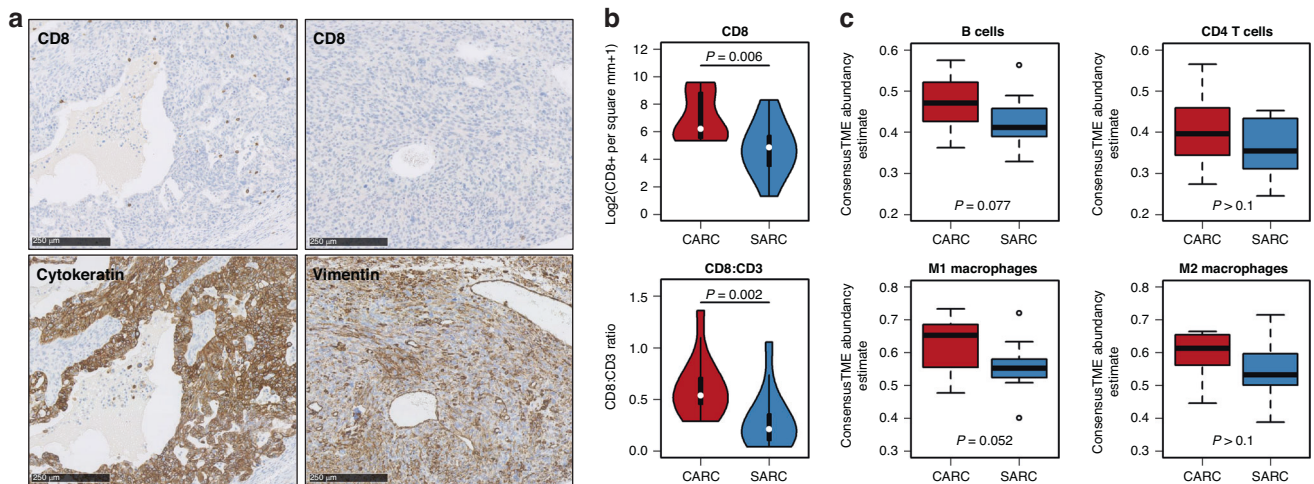 a
CD8
250 μm
CD8
250 μm
Cytokeratin
250 μm
Vimentin
250 μm
b
CD8
Log2(CD8+ per square mm+1)
12
10
8
6
4
2
0
P = 0.006
CARC SARC
CD8:CD3
CD8:CD3 ratio
1.5
1.0
0.5
0.0
P = 0.002
CARC SARC
c
B cells
ConsensusTME abundancy
estimate
0.6
0.5
0.4
0.3
0.2
P = 0.077
CARC SARC
CD4 T cells
ConsensusTME abundancy
estimate
0.6
0.5
0.4
0.3
0.2
P > 0.1
CARC SARC
M1 macrophages
ConsensusTME abundancy
estimate
0.8
0.7
0.6
0.5
0.4
0.3
P = 0.052
CARC SARC
M2 macrophages
ConsensusTME abundancy
estimate
0.8
0.7
0.6
0.5
0.4
0.3
P > 0.1
CARC SARC